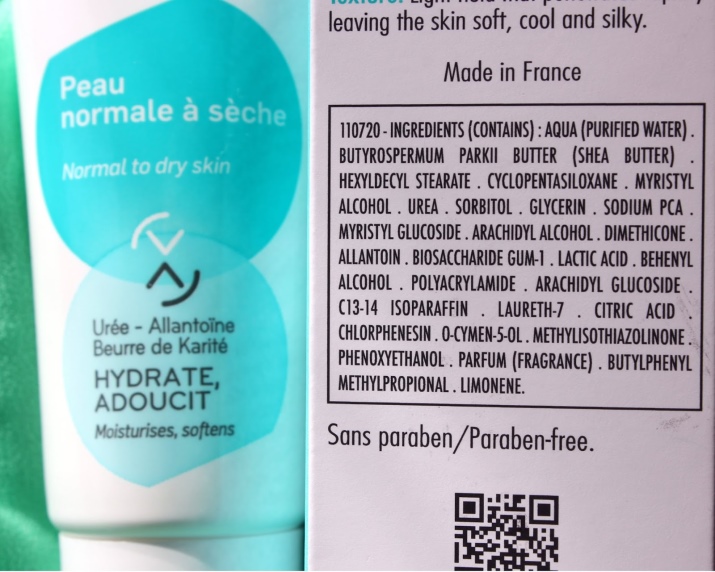 Peau
normale à sèche
Normal to dry skin
Urée - Allantoïne
Beurre de Karité
HYDRATE,
ADOUCIT
Moisturises, softens
leaving the skin soft, cool and silky.
Made in France
110720 - INGREDIENTS (CONTAINS) : AQUA (PURIFIED WATER) .
BUTYROSPERMUM PARKII BUTTER (SHEA BUTTER) .
HEXYLDECYL STEARATE . CYCLOPENTASILOXANE . MYRISTYL
ALCOHOL . UREA . SORBITOL . GLYCERIN . SODIUM PCA .
MYRISTYL GLUCOSIDE . ARACHIDYL ALCOHOL . DIMETHICONE .
ALLANTOIN . BIOSACCHARIDE GUM-1 . LACTIC ACID . BEHENYL
ALCOHOL . POLYACRYLAMIDE . ARACHIDYL GLUCOSIDE .
C13-14 ISOPARAFFIN . LAURETH-7 . CITRIC ACID .
CHLORPHENESIN . O-CYMEN-5-OL . METHYLISOTHIAZOLINONE .
PHENOXYETHANOL . PARFUM (FRAGRANCE) . BUTYLPHENYL
METHYLPROPIONAL . LIMONENE.
Sans paraben/Paraben-free.